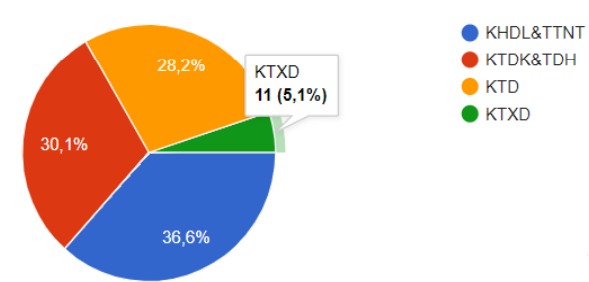 28,2%
KTXD
11 (5,1%)
30,1%
36,6%
KHDL&TTNT
KTDK&TDH
KTD
KTXD